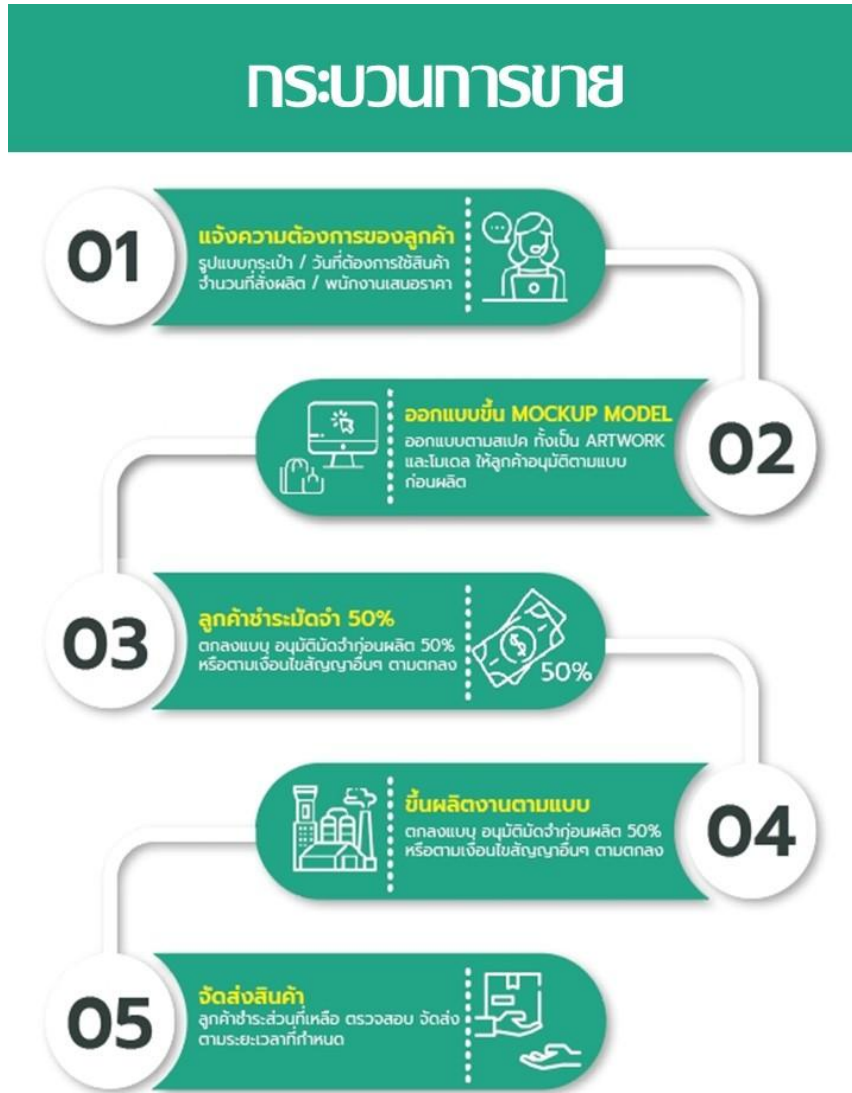 กระบวนการขาย
01
แจ้งความต้องการของลูกค้า
รูปแบบกระเป๋า / วันที่ต้องการใช้สินค้า
จำนวนที่สั่งผลิต / พนักงานเสนอราคา
02
ออกแบบขึ้น MOCKUP MODEL
ออกแบบตามสเปค ทั้งเป็น ARTWORK
และโมเดล ให้ลูกค้าอนุมัติตามแบบ
ก่อนผลิต
03
ลูกค้าชำระมัดจำ 50%
ตกลงแบบ อนุมัติมัดจำก่อนผลิต 50%
หรือตามเงื่อนไขสัญญาอื่นๆ ตามตกลง
50%
04
ขึ้นผลิตงานตามแบบ
ตกลงแบบ อนุมัติมัดจำก่อนผลิต 50%
หรือตามเงื่อนไขสัญญาอื่นๆ ตามตกลง
05
จัดส่งสินค้า
ลูกค้าชำระส่วนที่เหลือ ตรวจสอบ จัดส่ง
ตามระยะเวลาที่กำหนด